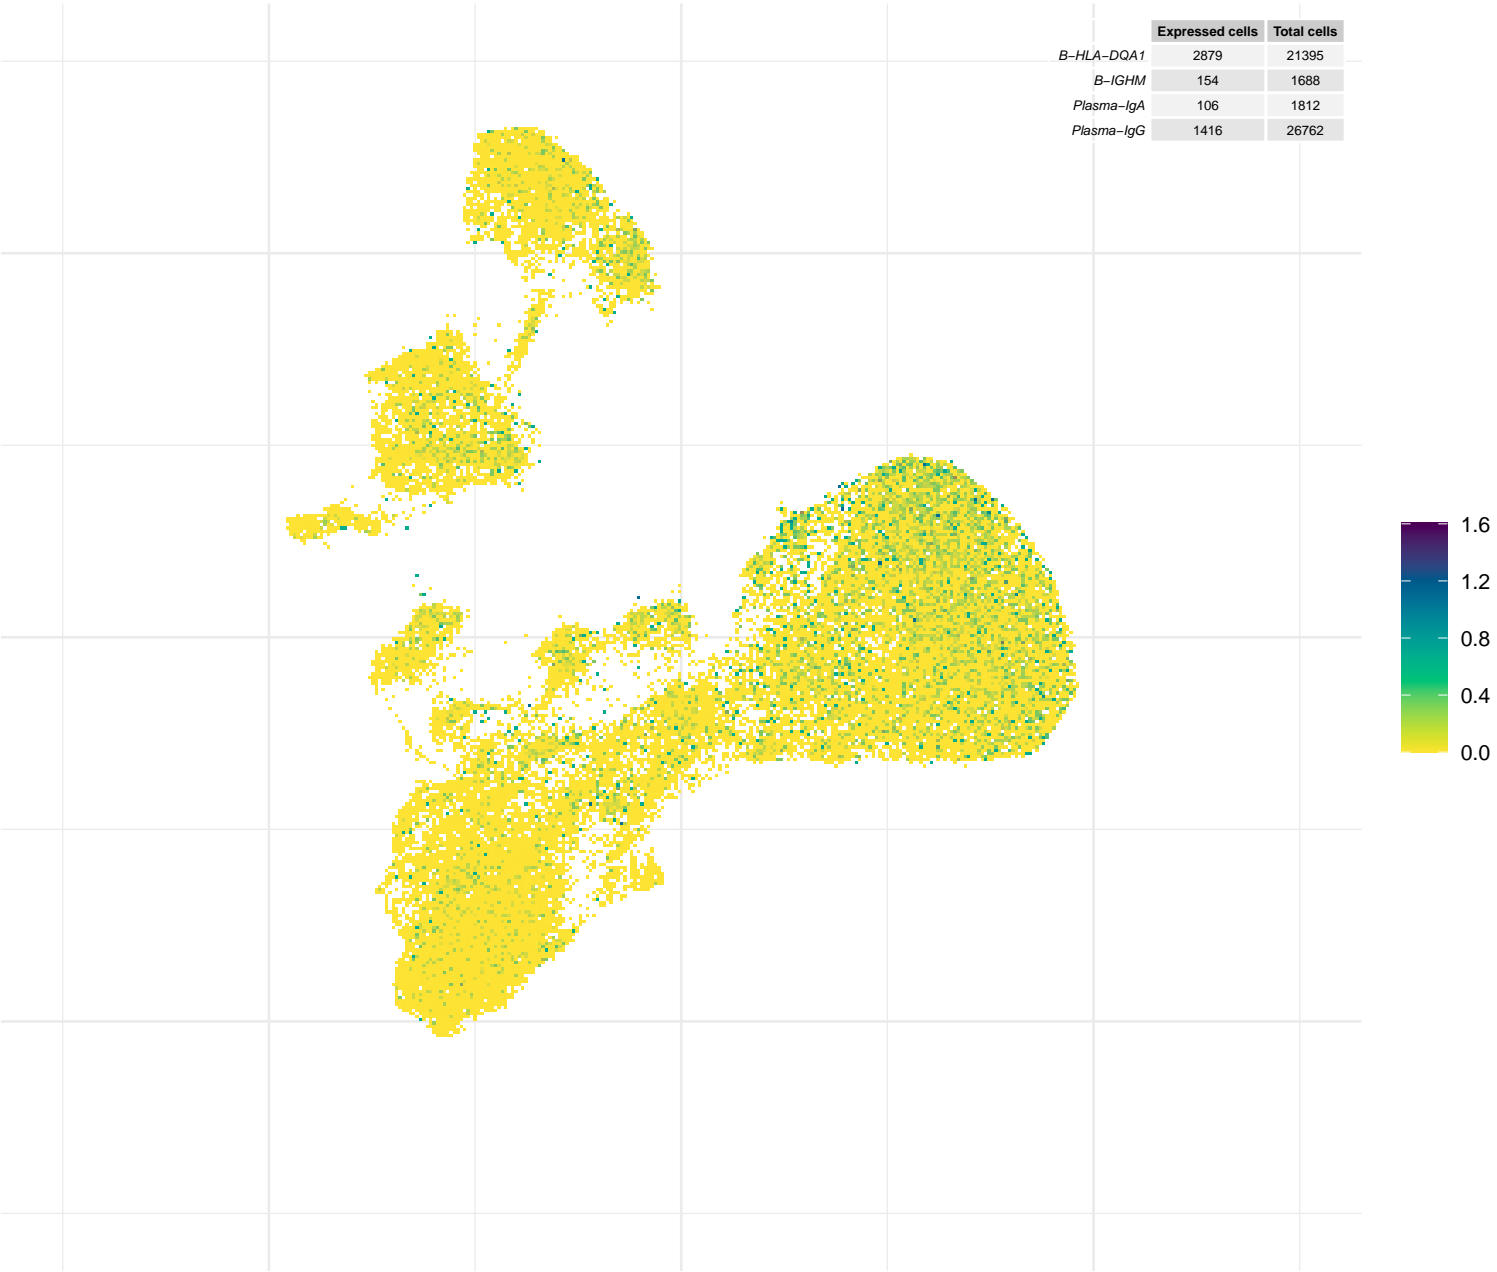 Expressed cells Total cells
B−HLA−DQA1 2879 21395
B−IGHM 154 1688
Plasma−IgA 106 1812
Plasma−IgG 1416 26762
1.6
1.2
0.8
0.4
0.0